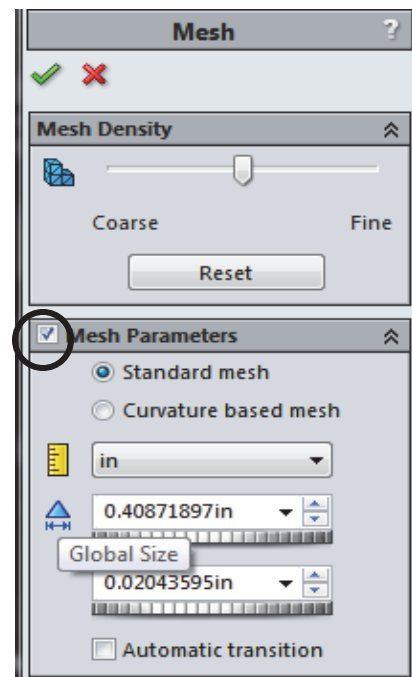 Mesh ?
Mesh Density
Coarse Fine
Reset
Mesh Parameters
Standard mesh
Curvature based mesh
in
0.40871897in
Global Size
0.02043595in
Automatic transition